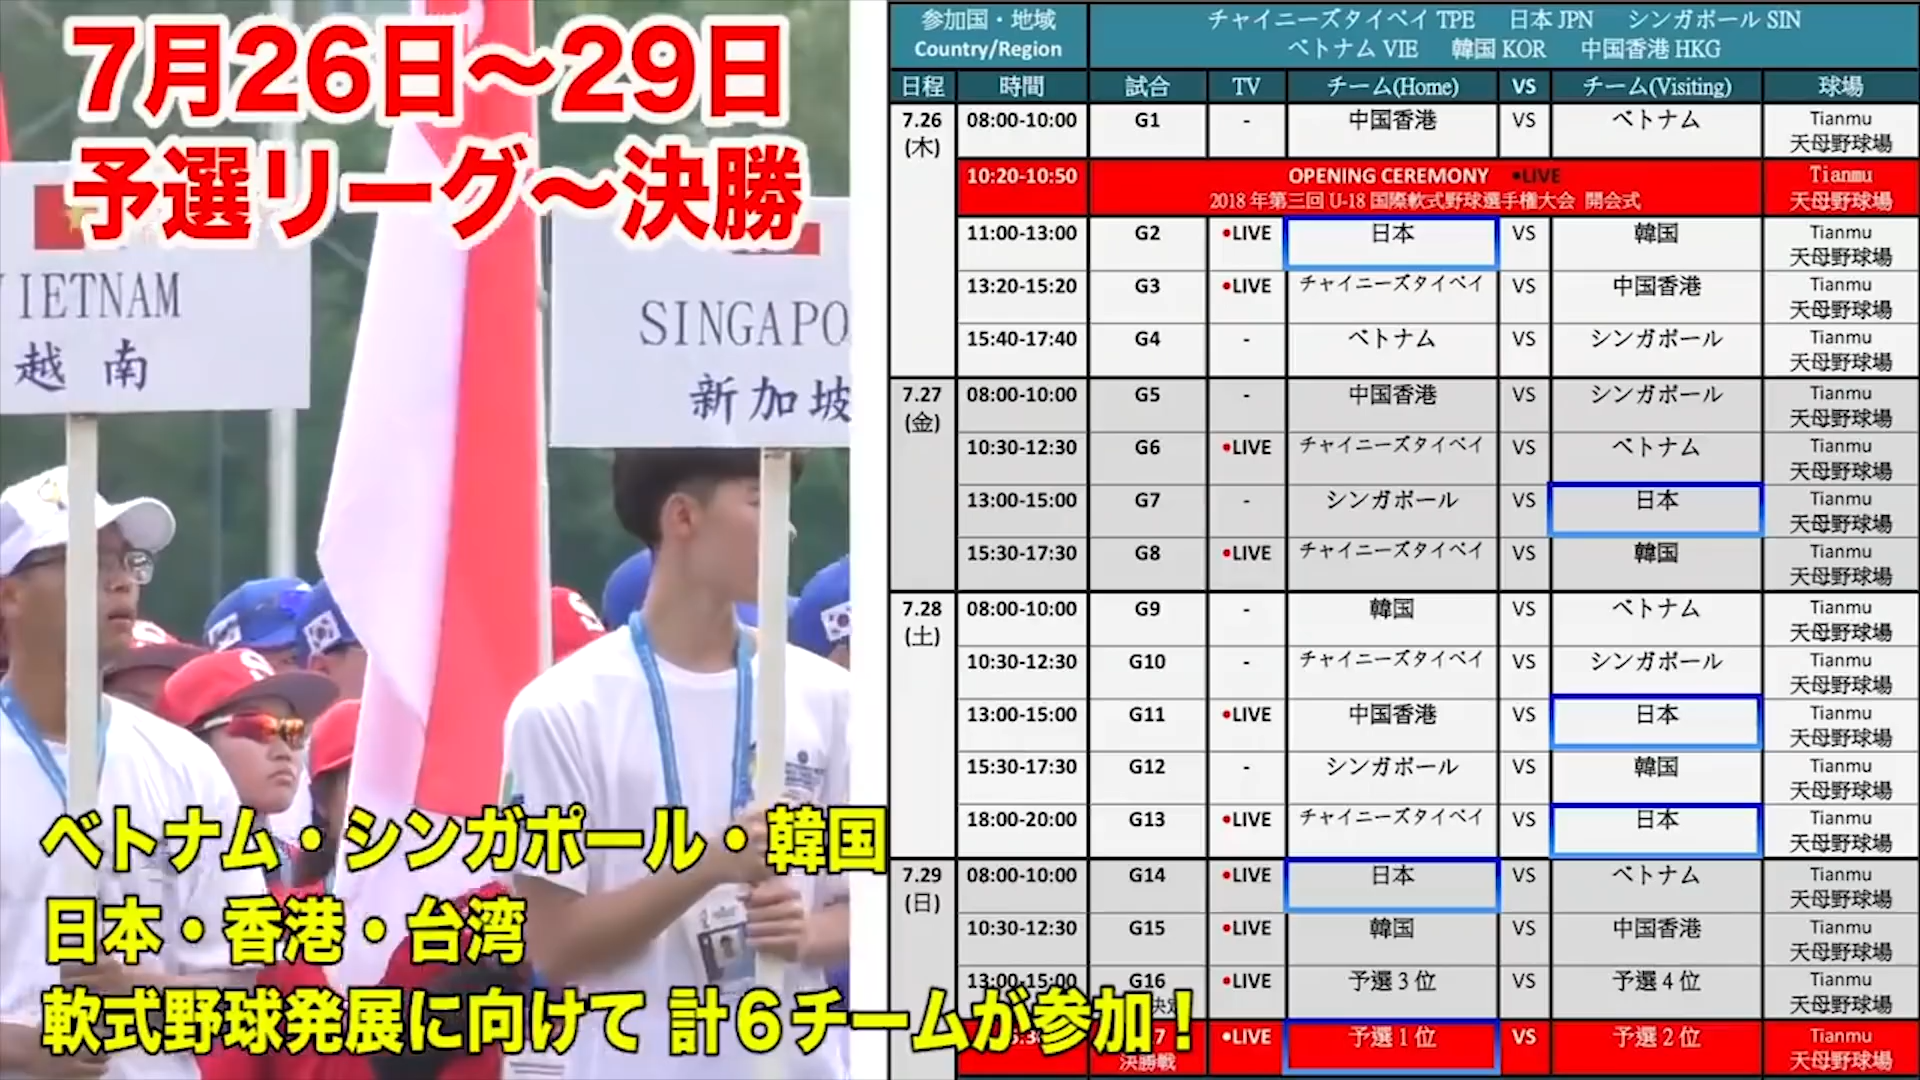 7月26日〜29日
予選リーグ〜決勝
VIETNAM
越南
SINGAPO
新加坡
ベトナム・シンガポール・韓国
日本・香港・台湾
軟式野球発展に向けて 計6チームが参加！
参加国・地域 チャイニーズタイペイ TPE 日本 JPN シンガポール SIN
Country/Region ベトナム VIE 韓国 KOR 中国香港 HKG
日程 時間 試合 TV チーム(Home) VS チーム(Visiting) 球場
7.26 08:00-10:00 G1 - 中国香港 VS ベトナム Tianmu
(木) 天母野球場
10:20-10:50 OPENING CEREMONY •LIVE Tianmu
2018 年第三回 U-18 国際軟式野球選手権大会 開会式 天母野球場
11:00-13:00 G2 •LIVE 日本 VS 韓国 Tianmu
天母野球場
13:20-15:20 G3 •LIVE チャイニーズタイペイ VS 中国香港 Tianmu
天母野球場
15:40-17:40 G4 - ベトナム VS シンガポール Tianmu
天母野球場
7.27 08:00-10:00 G5 - 中国香港 VS シンガポール Tianmu
(金) 天母野球場
10:30-12:30 G6 •LIVE チャイニーズタイペイ VS ベトナム Tianmu
天母野球場
13:00-15:00 G7 - シンガポール VS 日本 Tianmu
天母野球場
15:30-17:30 G8 •LIVE チャイニーズタイペイ VS 韓国 Tianmu
天母野球場
7.28 08:00-10:00 G9 - 韓国 VS ベトナム Tianmu
(土) 天母野球場
10:30-12:30 G10 - チャイニーズタイペイ VS シンガポール Tianmu
天母野球場
13:00-15:00 G11 •LIVE 中国香港 VS 日本 Tianmu
天母野球場
15:30-17:30 G12 - シンガポール VS 韓国 Tianmu
天母野球場
18:00-20:00 G13 •LIVE チャイニーズタイペイ VS 日本 Tianmu
天母野球場
7.29 08:00-10:00 G14 •LIVE 日本 VS ベトナム Tianmu
(日) 天母野球場
10:30-12:30 G15 •LIVE 韓国 VS 中国香港 Tianmu
天母野球場
13:00-15:00 G16 •LIVE 予選 3 位 VS 予選 4 位 Tianmu
天母野球場
7 •LIVE 予選 1 位 VS 予選 2 位 Tianmu
決勝戦 天母野球場